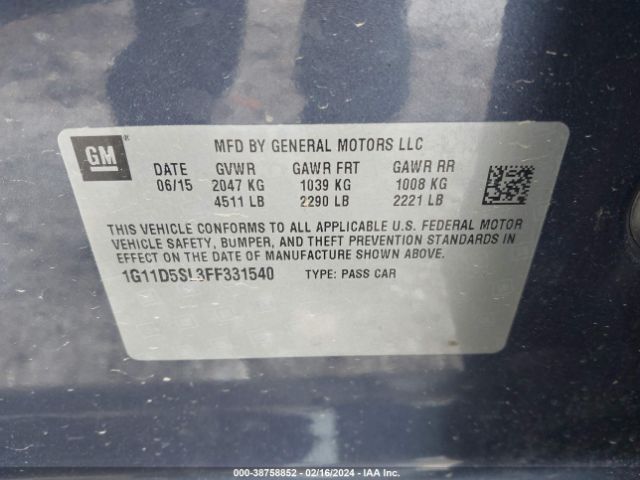 GM®
MFD BY GENERAL MOTORS LLC
DATE GVWR GAWR FRT GAWR RR
06/15 2047 KG 1039 KG 1008 KG
4511 LB 2290 LB 2221 LB
THIS VEHICLE CONFORMS TO ALL APPLICABLE U.S. FEDERAL MOTOR
VEHICLE SAFETY, BUMPER, AND THEFT PREVENTION STANDARDS IN
EFFECT ON THE DATE OF MANUFACTURE SHOWN ABOVE.
1G11D5SL3FF331540 TYPE: PASS CAR
000-38758852 - 02/16/2024 - IAA Inc.